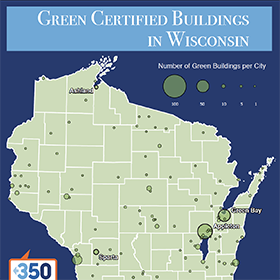 Green Certified Buildings
in Wisconsin
Number of Green Buildings per City
100 50 10 5 1
Ashland
Green Bay
Appleton
Sparta
350